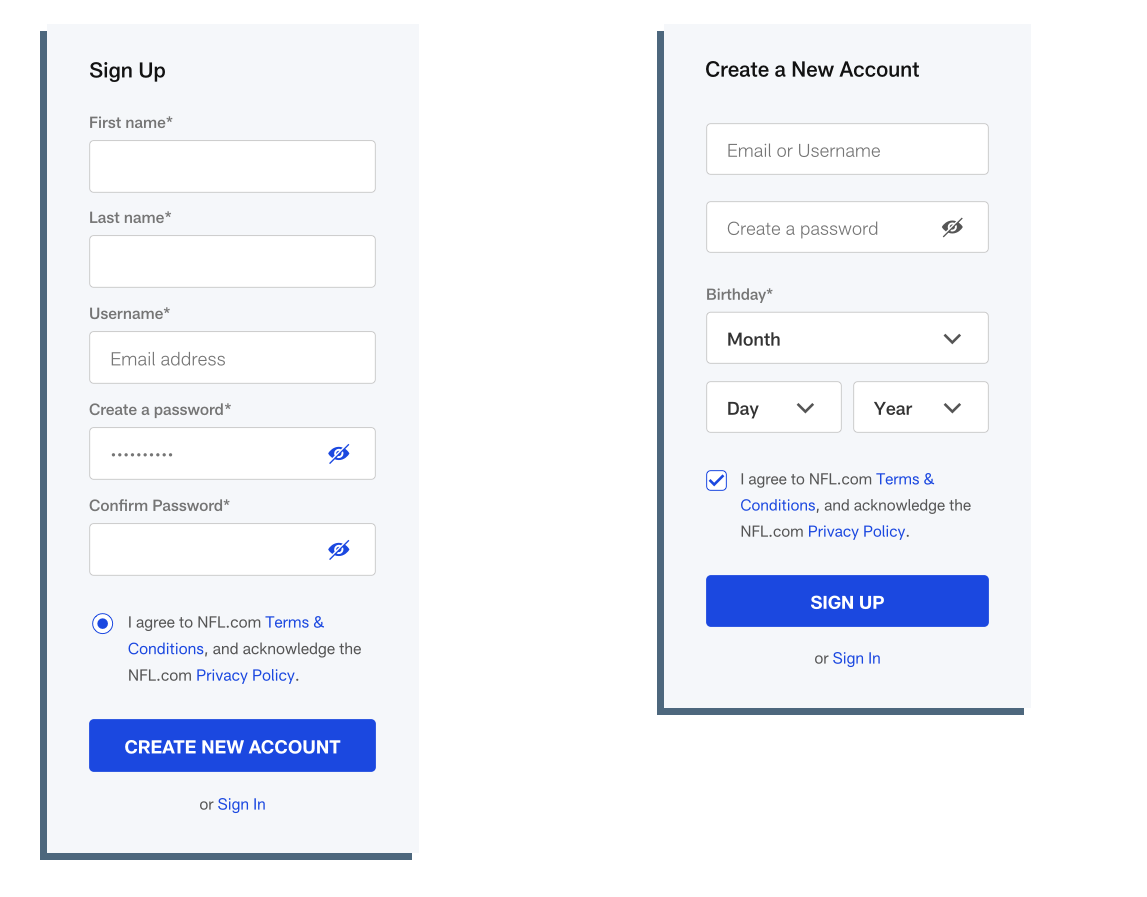 Sign Up
First name*
Last name*
Username*
Email address
Create a password*
••••••••••
Confirm Password*
I agree to NFL.com Terms &
Conditions, and acknowledge the
NFL.com Privacy Policy.
CREATE NEW ACCOUNT
or Sign In
Create a New Account
Email or Username
Create a password
Birthday*
Month
Day
Year
I agree to NFL.com Terms &
Conditions, and acknowledge the
NFL.com Privacy Policy.
SIGN UP
or Sign In